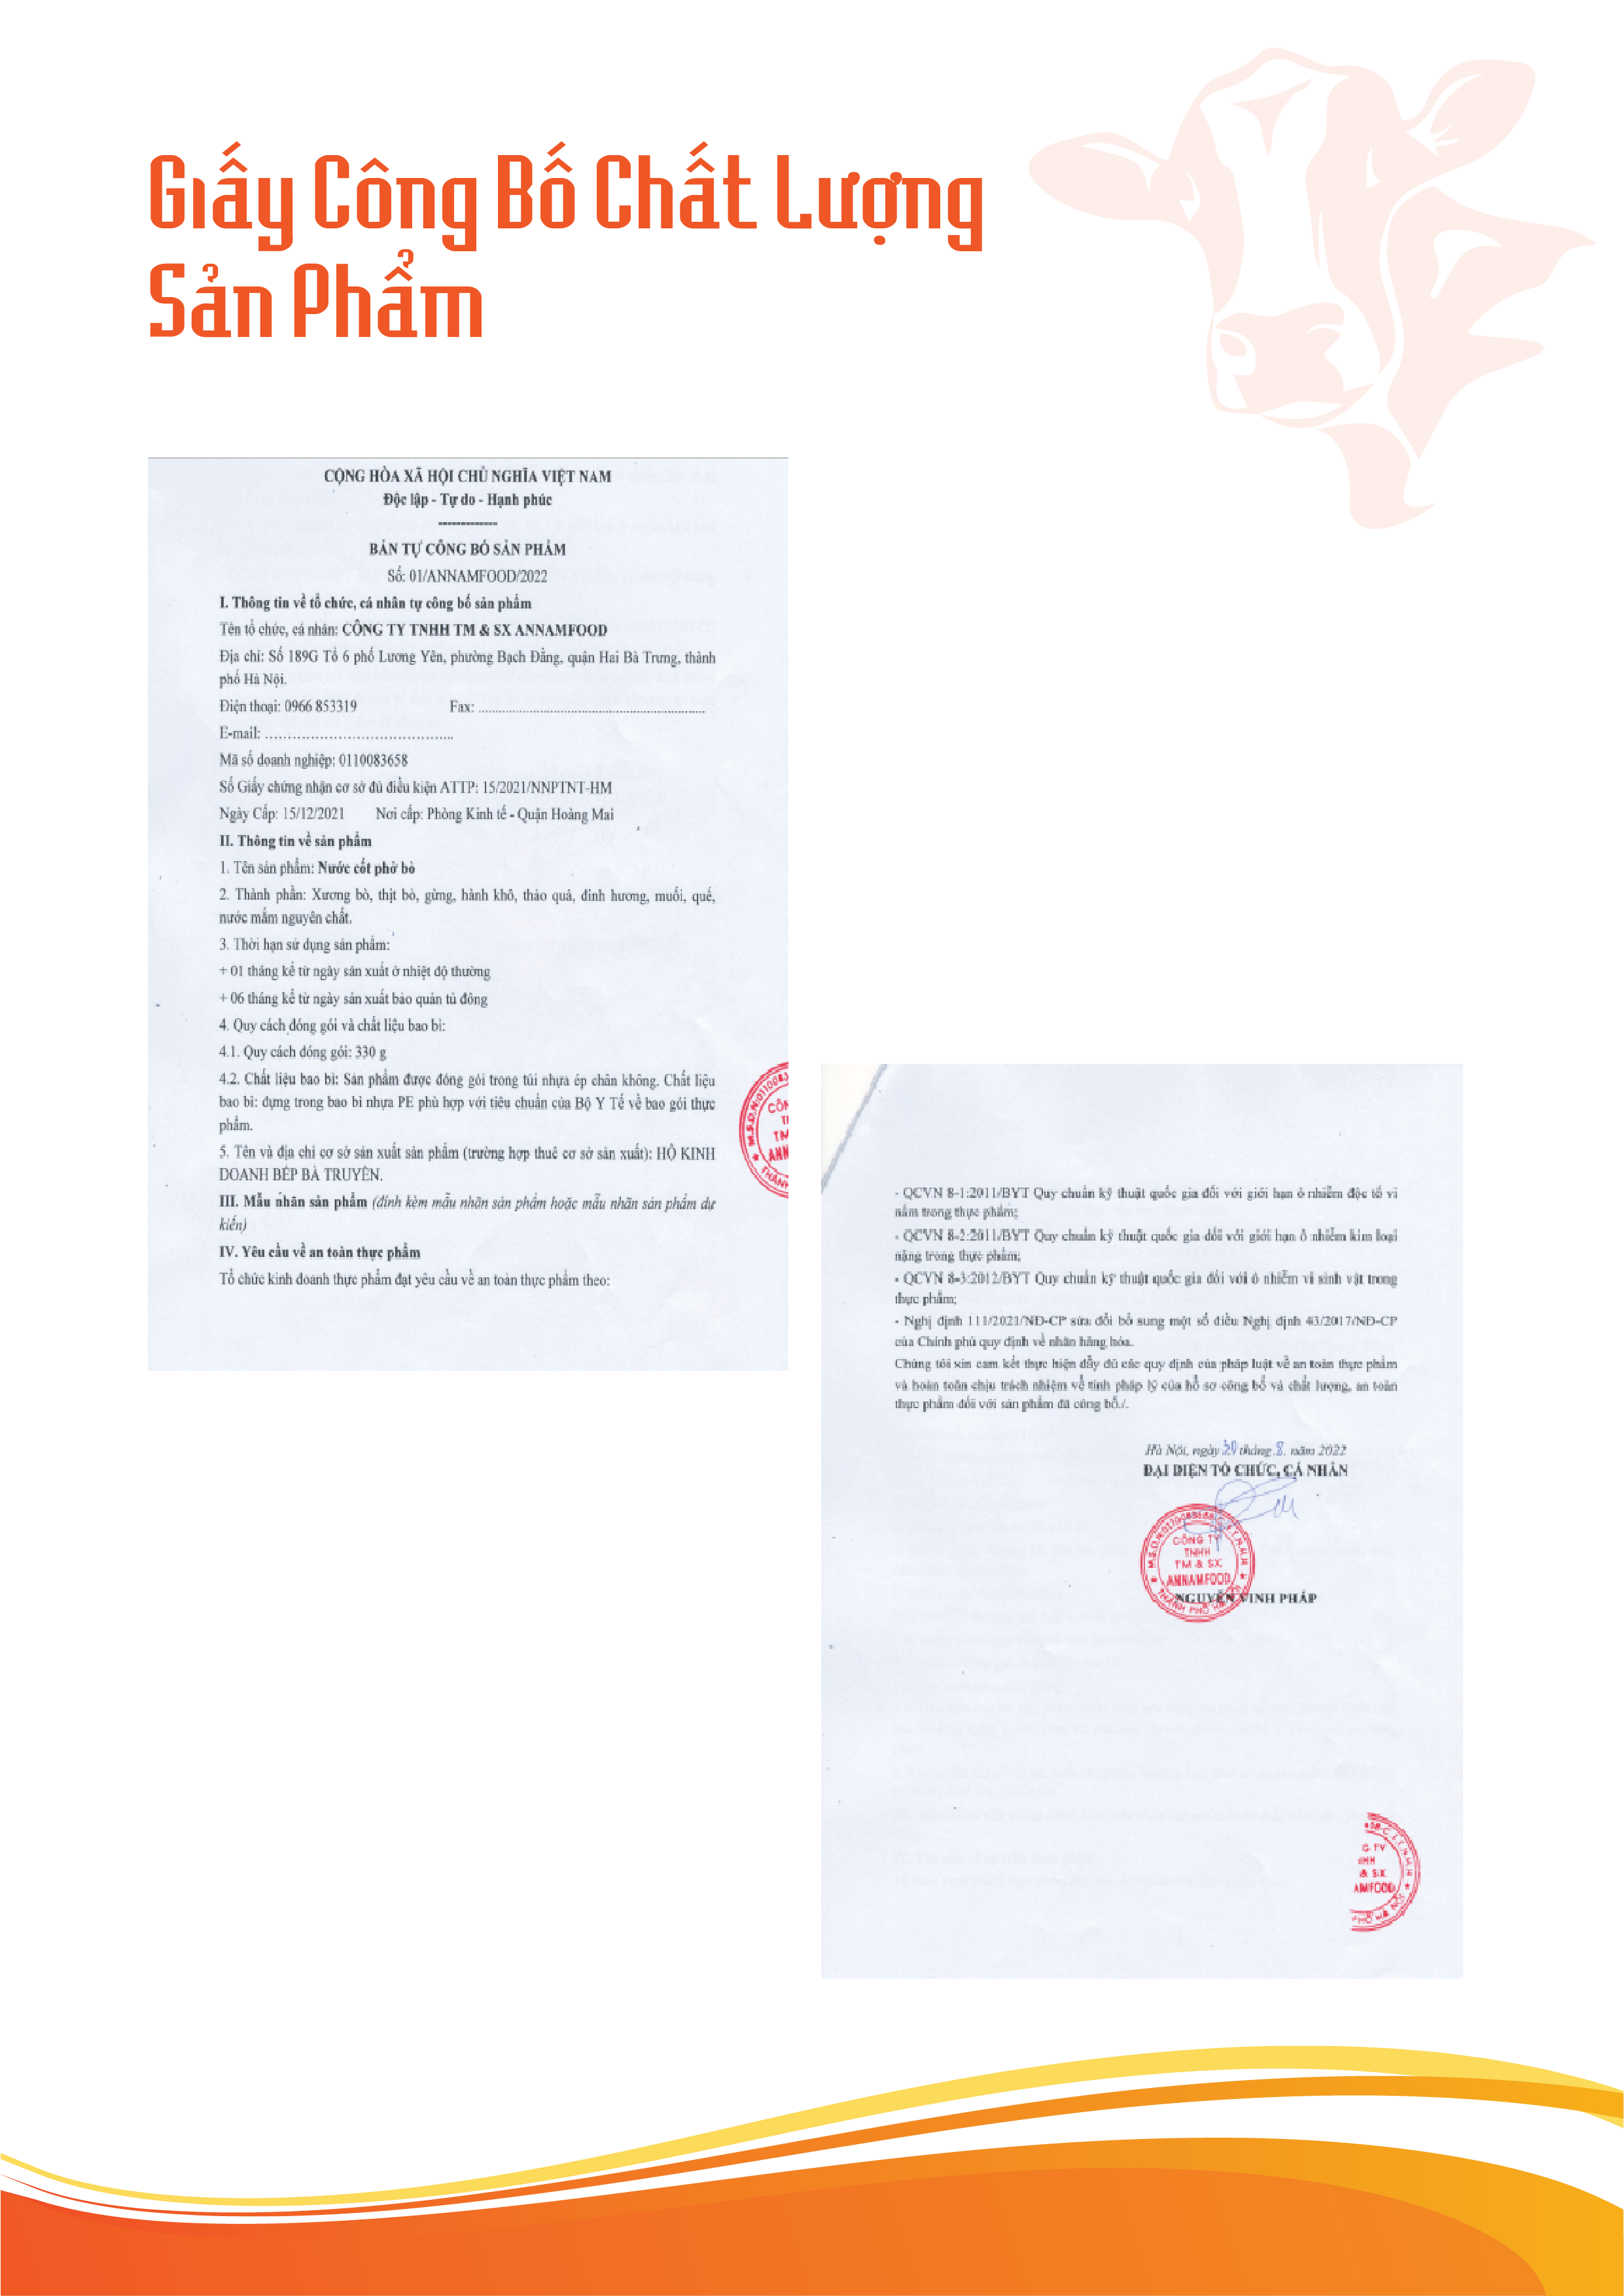 Giấy Công Bố Chất Lượng
Sản Phẩm
CỘNG HÒA XÃ HỘI CHỦ NGHĨA VIỆT NAM
Độc lập - Tự do - Hạnh phúc
-------------
BẢN TỰ CÔNG BỐ SẢN PHẨM
Số: 01/ANNAMFOOD/2022
I. Thông tin về tổ chức, cá nhân tự công bố sản phẩm
Tên tổ chức, cá nhân: CÔNG TY TNHH TM & SX ANNAMFOOD
Địa chỉ: Số 189G Tổ 6 phố Lương Yên, phường Bạch Đằng, quận Hai Bà Trưng, thành
phố Hà Nội.
Điện thoại: 0966 853319 Fax: ....................................................................
E-mail: ……………………………………..
Mã số doanh nghiệp: 0110083658
Số Giấy chứng nhận cơ sở đủ điều kiện ATTP: 15/2021/NNPTNT-HM
Ngày Cấp: 15/12/2021 Nơi cấp: Phòng Kinh tế - Quận Hoàng Mai
II. Thông tin về sản phẩm
1. Tên sản phẩm: Nước cốt phở bò
2. Thành phần: Xương bò, thịt bò, gừng, hành khô, thảo quả, đinh hương, muối, quế,
nước mắm nguyên chất.
3. Thời hạn sử dụng sản phẩm:
+ 01 tháng kể từ ngày sản xuất ở nhiệt độ thường
+ 06 tháng kể từ ngày sản xuất bảo quản tủ đông
4. Quy cách đóng gói và chất liệu bao bì:
4.1. Quy cách đóng gói: 330 g
4.2. Chất liệu bao bì: Sản phẩm được đóng gói trong túi nhựa ép chân không. Chất liệu
bao bì: đựng trong bao bì nhựa PE phù hợp với tiêu chuẩn của Bộ Y Tế về bao gói thực
phẩm.
5. Tên và địa chỉ cơ sở sản xuất sản phẩm (trường hợp thuê cơ sở sản xuất): HỘ KINH
DOANH BẾP BÀ TRUYỀN.
III. Mẫu nhãn sản phẩm (đính kèm mẫu nhãn sản phẩm hoặc mẫu nhãn sản phẩm dự
kiến)
IV. Yêu cầu về an toàn thực phẩm
Tổ chức kinh doanh thực phẩm đạt yêu cầu về an toàn thực phẩm theo:
- QCVN 8-1:2011/BYT Quy chuẩn kỹ thuật quốc gia đối với giới hạn ô nhiễm độc tố vi
nấm trong thực phẩm;
- QCVN 8-2:2011/BYT Quy chuẩn kỹ thuật quốc gia đối với giới hạn ô nhiễm kim loại
nặng trong thực phẩm;
- QCVN 8-3:2012/BYT Quy chuẩn kỹ thuật quốc gia đối với ô nhiễm vi sinh vật trong
thực phẩm;
- Nghị định 111/2021/NĐ-CP sửa đổi bổ sung một số điều Nghị định 43/2017/NĐ-CP
của Chính phủ quy định về nhãn hàng hóa.
Chúng tôi xin cam kết thực hiện đầy đủ các quy định của pháp luật về an toàn thực phẩm
và hoàn toàn chịu trách nhiệm về tính pháp lý của hồ sơ công bố và chất lượng, an toàn
thực phẩm đối với sản phẩm đã công bố./.
Hà Nội, ngày 30 tháng 8. năm 2022
ĐẠI DIỆN TỔ CHỨC, CÁ NHÂN
CÔNG TY
TNHH
TM & SX
ANNAMFOOD
THÀNH PHỐ HÀ NỘI
NGUYỄN VINH PHÁP